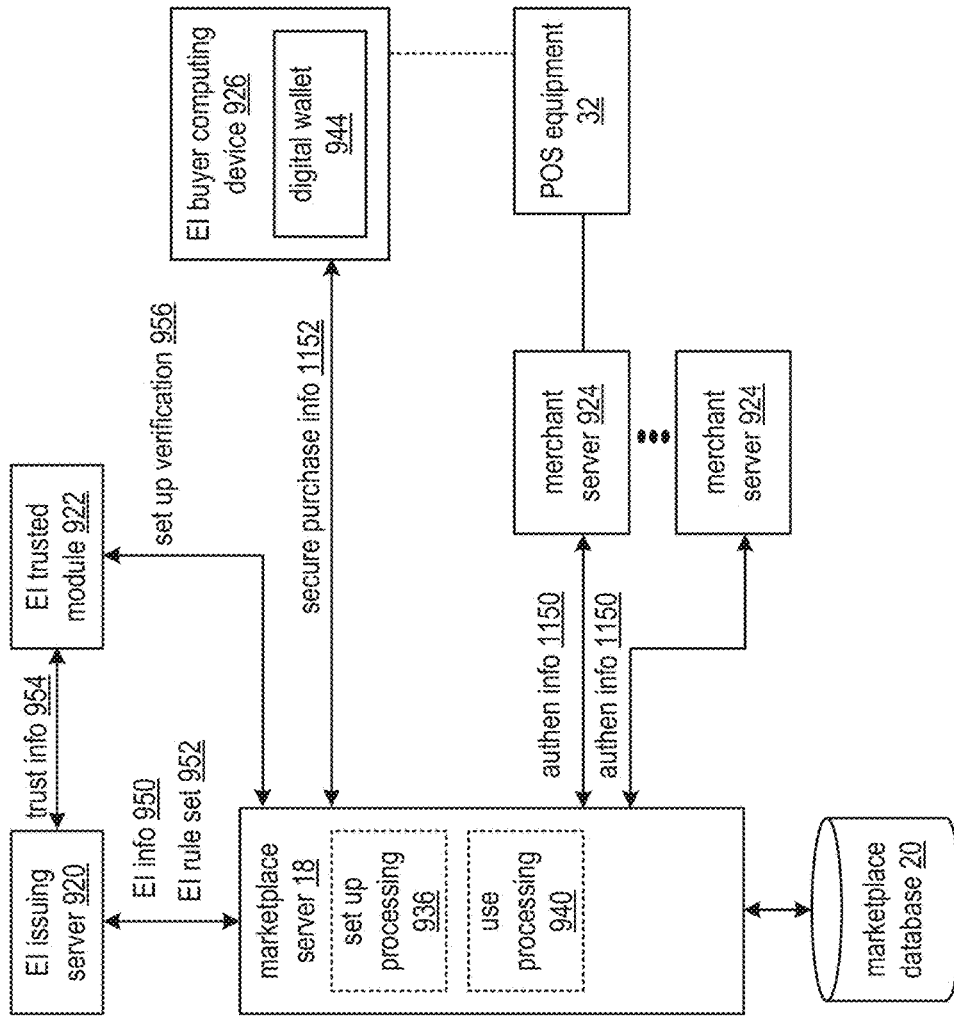 EI issuing
server 920
trust info 954
EI trusted
module 922
EI info 950
EI rule set 952
set up verification 956
marketplace
server 18
set up
processing
936
use
processing
940
secure purchase info 1152
EI buyer computing
device 926
digital wallet
944
authen info 1150
authen info 1150
merchant
server 924
merchant
server 924
POS equipment
32
marketplace
database 20